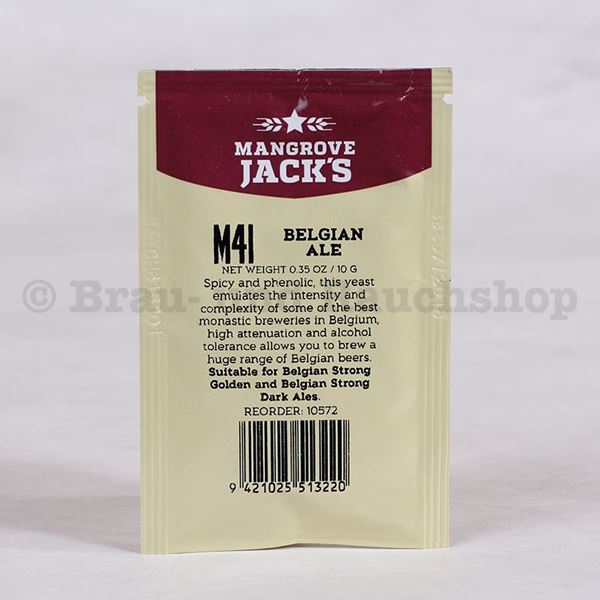 MANGROVE
JACK'S
M41 BELGIAN
ALE
NET WEIGHT 0.35 OZ / 10 G
Spicy and phenolic, this yeast
emulates the intensity and
complexity of some of the best
monastic breweries in Belgium,
high attenuation and alcohol
tolerance allows you to brew a
huge range of Belgian beers.
Suitable for Belgian Strong
Golden and Belgian Strong
Dark Ales.
REORDER: 10572
9 421025 513220
© Brau- uchshop